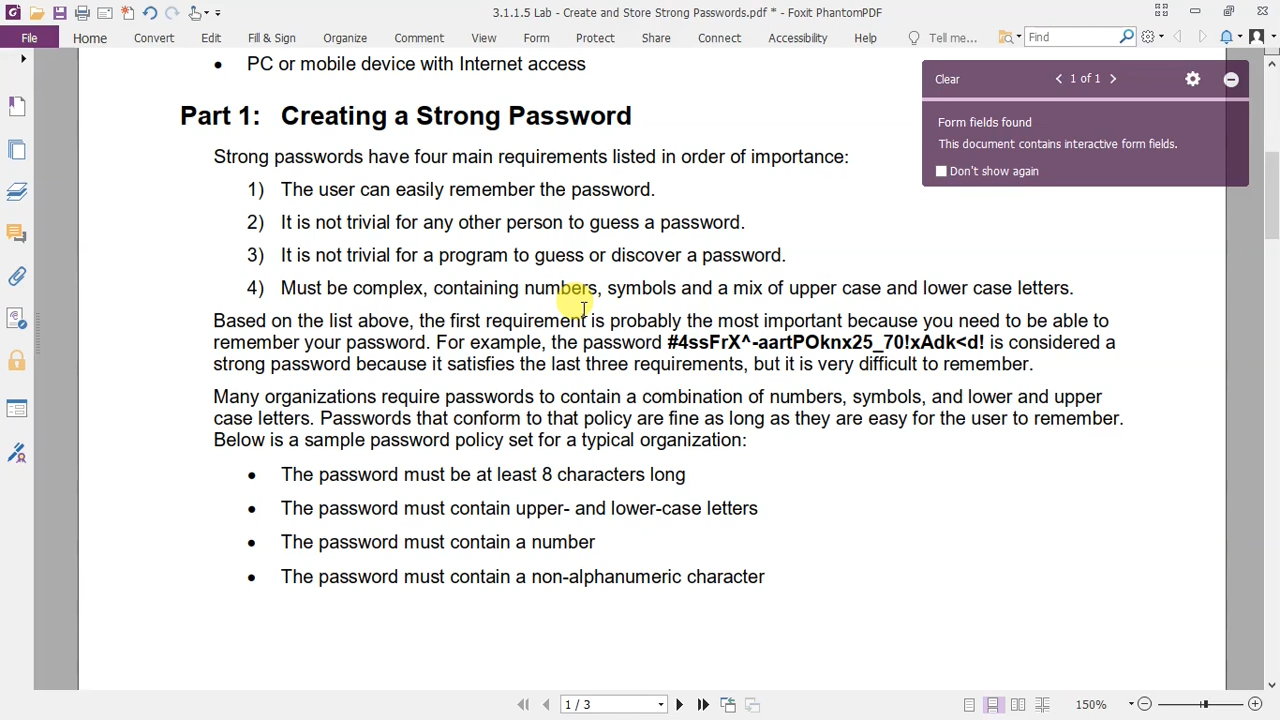 3.1.1.5 Lab - Create and Store Strong Passwords.pdf * - Foxit PhantomPDF
File Home Convert Edit Fill & Sign Organize Comment View Form Protect Share Connect Accessibility Help Tell me... Find
PC or mobile device with Internet access
Clear 1 of 1
Form fields found
This document contains interactive form fields.
Don't show again
Part 1: Creating a Strong Password
Strong passwords have four main requirements listed in order of importance:
1) The user can easily remember the password.
2) It is not trivial for any other person to guess a password.
3) It is not trivial for a program to guess or discover a password.
4) Must be complex, containing numbers, symbols and a mix of upper case and lower case letters.
Based on the list above, the first requirement is probably the most important because you need to be able to
remember your password. For example, the password #4ssFrX^-aartPOknx25_70!xAdk<d! is considered a
strong password because it satisfies the last three requirements, but it is very difficult to remember.
Many organizations require passwords to contain a combination of numbers, symbols, and lower and upper
case letters. Passwords that conform to that policy are fine as long as they are easy for the user to remember.
Below is a sample password policy set for a typical organization:
• The password must be at least 8 characters long
• The password must contain upper- and lower-case letters
• The password must contain a number
• The password must contain a non-alphanumeric character
1 / 3
150%